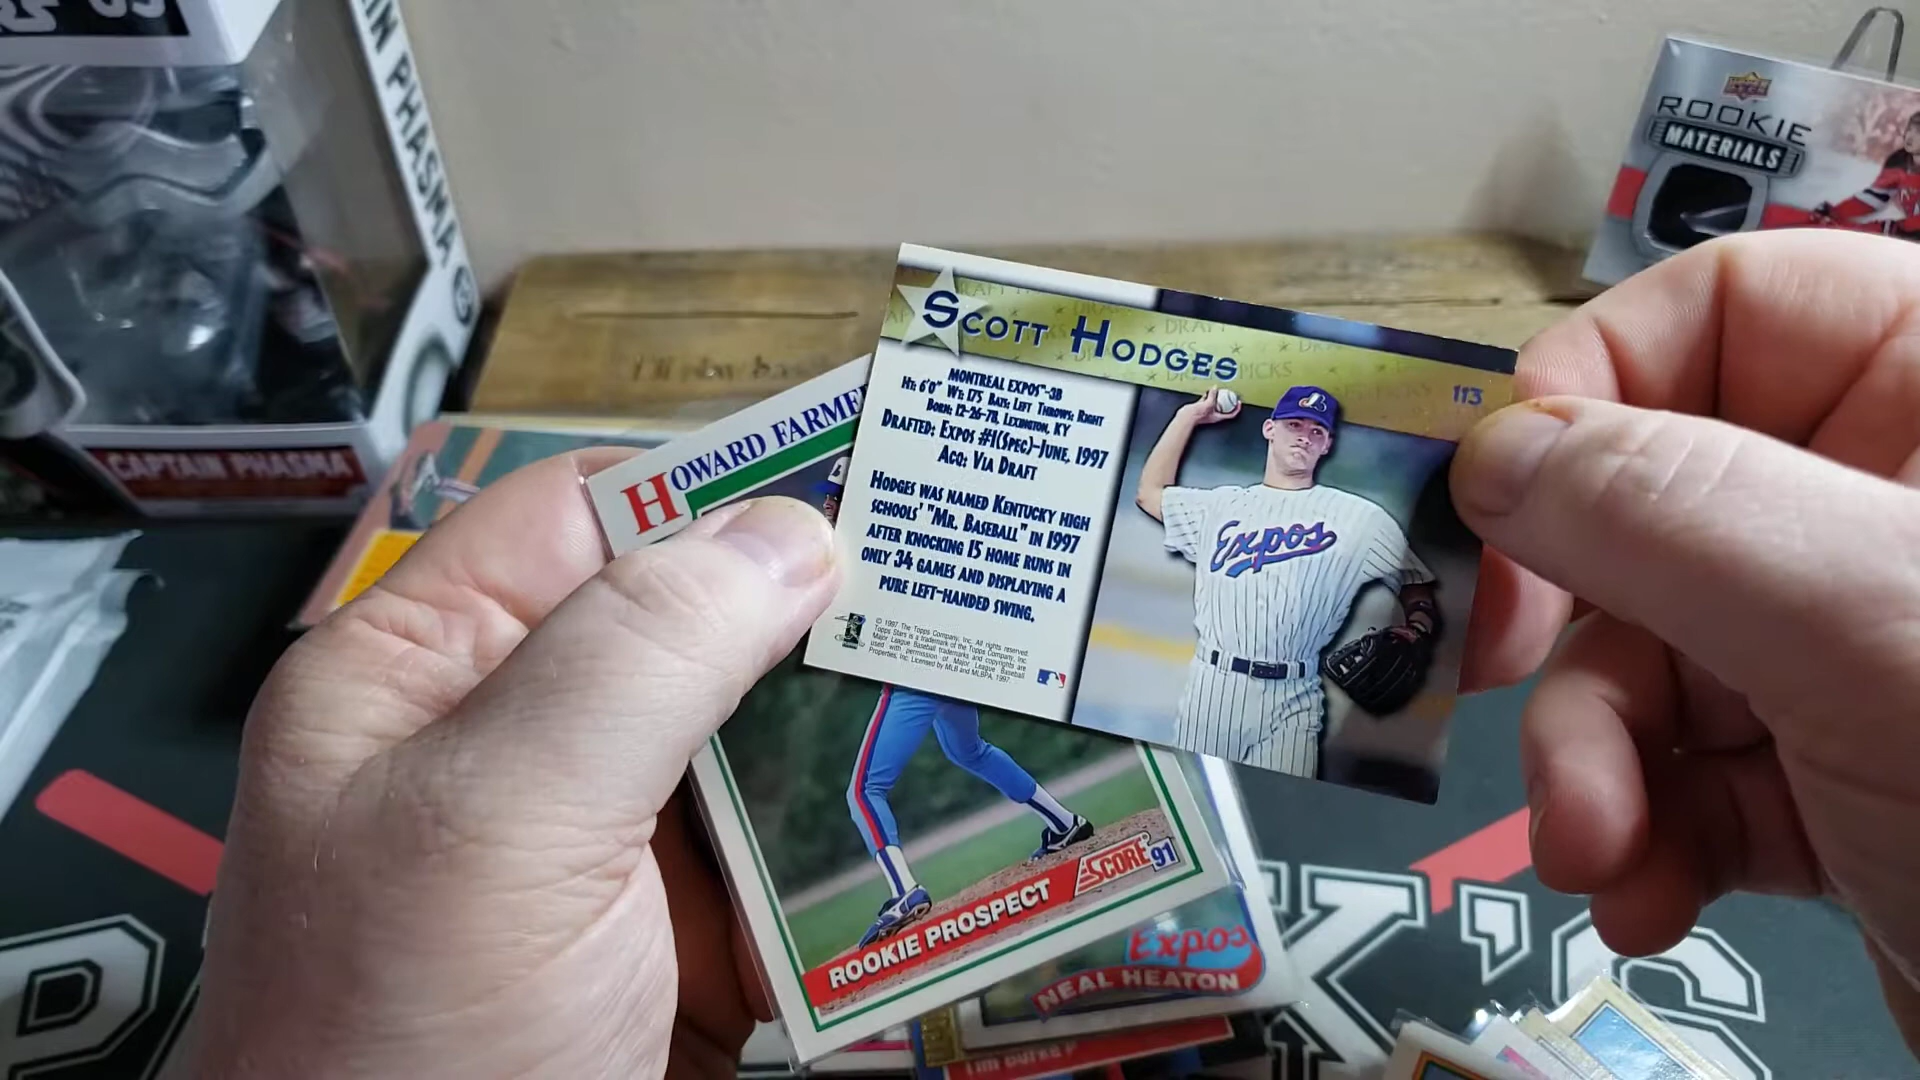 CAPTAIN PHASMA
ROOKIE
MATERIALS
SCOTT HODGES
113
MONTREAL EXPOS™-3B
HT: 6'0" WT: 175 BATS: LEFT THROWS: RIGHT
BORN: 12-26-78, LEXINGTON, KY
DRAFTED: EXPOS #1(SPEC)-JUNE, 1997
ACQ: VIA DRAFT
HODGES WAS NAMED KENTUCKY HIGH
SCHOOLS' "MR. BASEBALL" IN 1997
AFTER KNOCKING 15 HOME RUNS IN
ONLY 34 GAMES AND DISPLAYING A
PURE LEFT-HANDED SWING.
© 1997 The Topps Company, Inc. All rights reserved.
Topps Stars is a trademark of The Topps Company, Inc.
Major League Baseball trademarks and copyrights are
used with permission of Major League Baseball
Properties, Inc. Licensed by MLB and MLBPA, 1997.
Expos
HOWARD FARME
ROOKIE PROSPECT
SCORE 91
Expos
NEAL HEATON
Tim Burke P
K'S